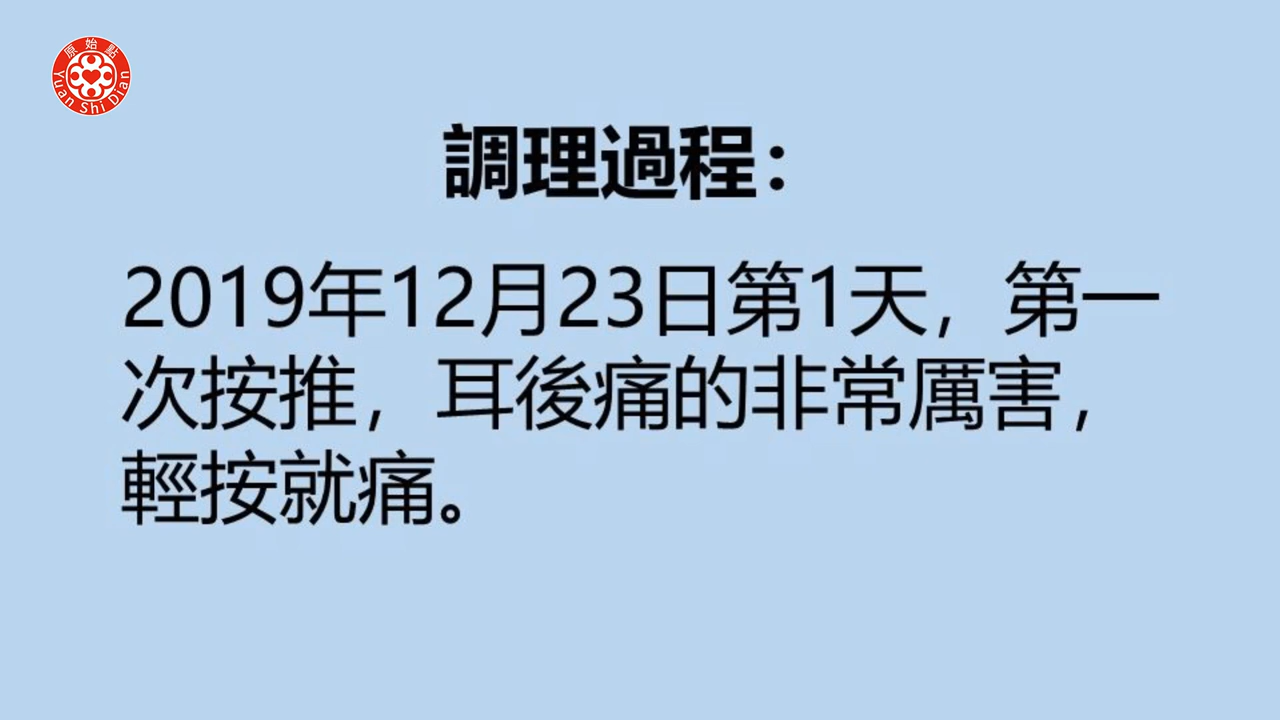 原始點
Yuan Shi Dian
調理過程：
2019年12月23日第1天，第一
次按推，耳後痛的非常厲害，
輕按就痛。